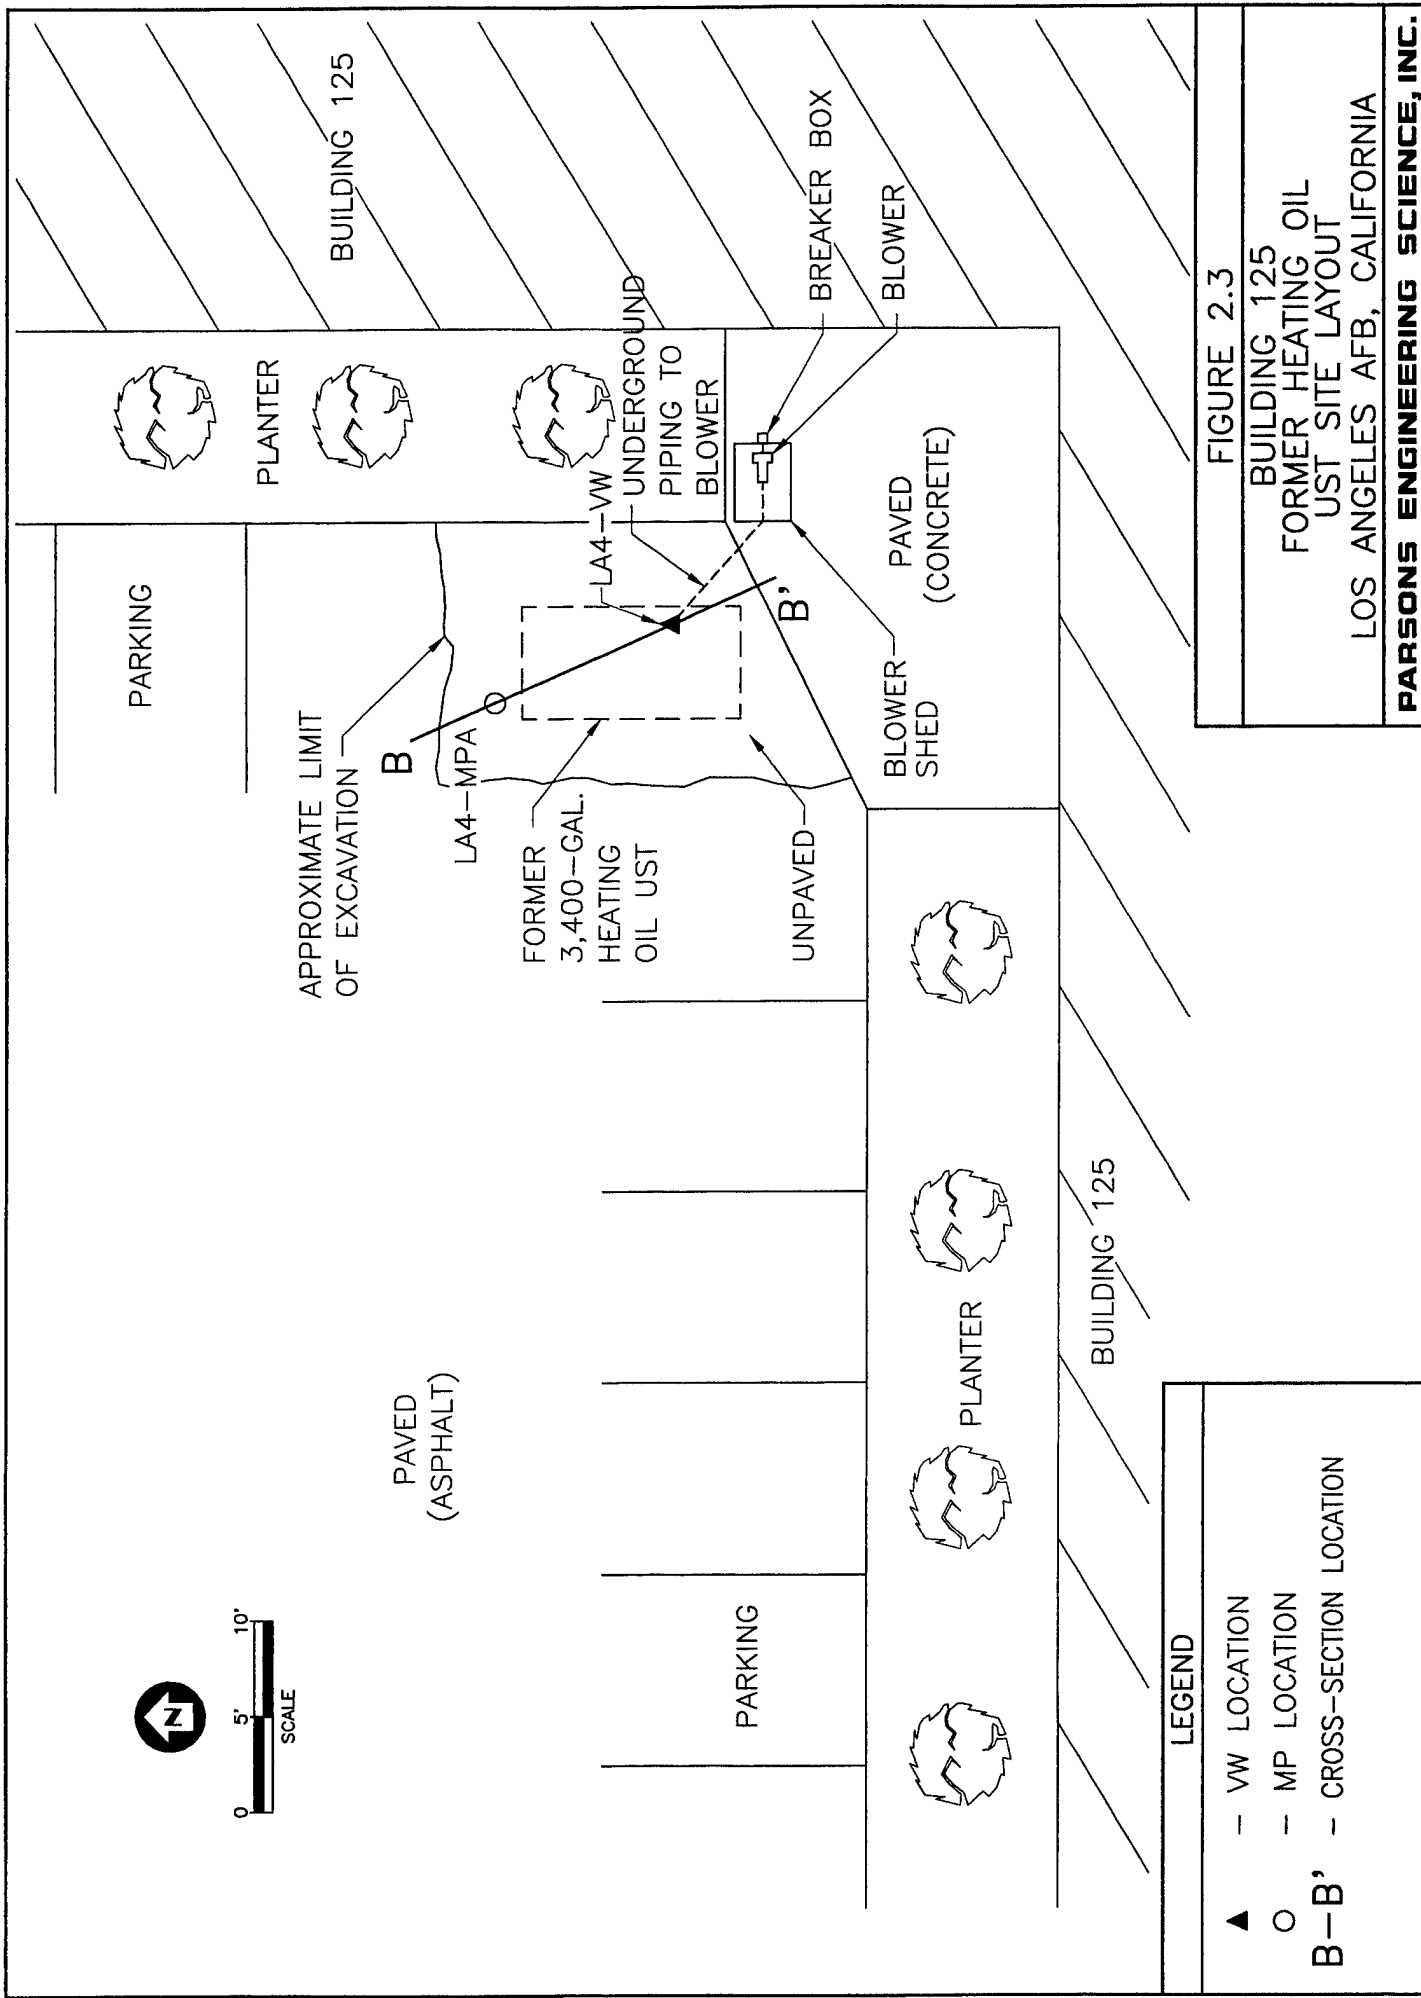 N
0 5' 10'
SCALE
PAVED
(ASPHALT)
PARKING
APPROXIMATE LIMIT
OF EXCAVATION
B
LA4-MPA
FORMER
3,400-GAL.
HEATING
OIL UST
UNPAVED
PARKING
PLANTER
BUILDING 125
LA4-VW
UNDERGROUND
PIPING TO
BLOWER
B'
BREAKER BOX
BLOWER
BLOWER
SHED
PAVED
(CONCRETE)
PARKING
PLANTER
BUILDING 125
LEGEND
- VW LOCATION
- MP LOCATION
B-B' - CROSS-SECTION LOCATION
FIGURE 2.3
BUILDING 125
FORMER HEATING OIL
UST SITE LAYOUT
LOS ANGELES AFB, CALIFORNIA
PARSONS ENGINEERING SCIENCE, INC.